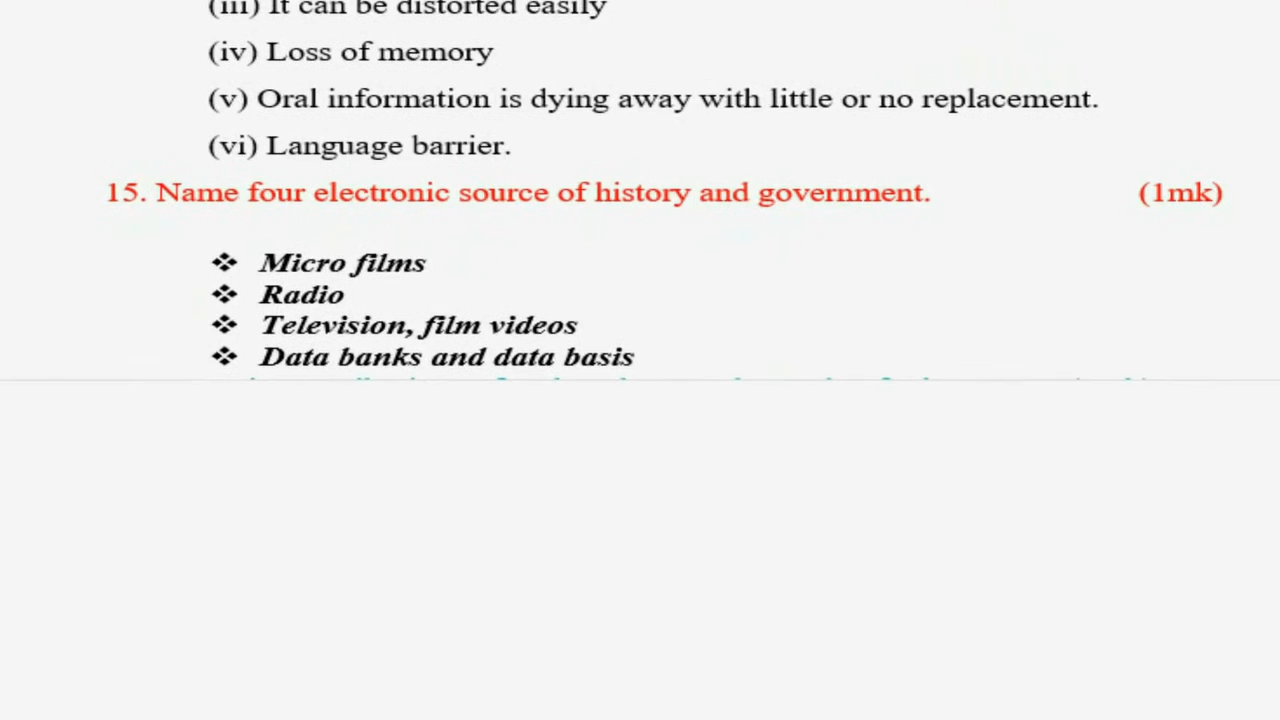 (iii) It can be distorted easily
(iv) Loss of memory
(v) Oral information is dying away with little or no replacement.
(vi) Language barrier.
15. Name four electronic source of history and government. (1mk)
❖ Micro films
❖ Radio
❖ Television, film videos
❖ Data banks and data basis